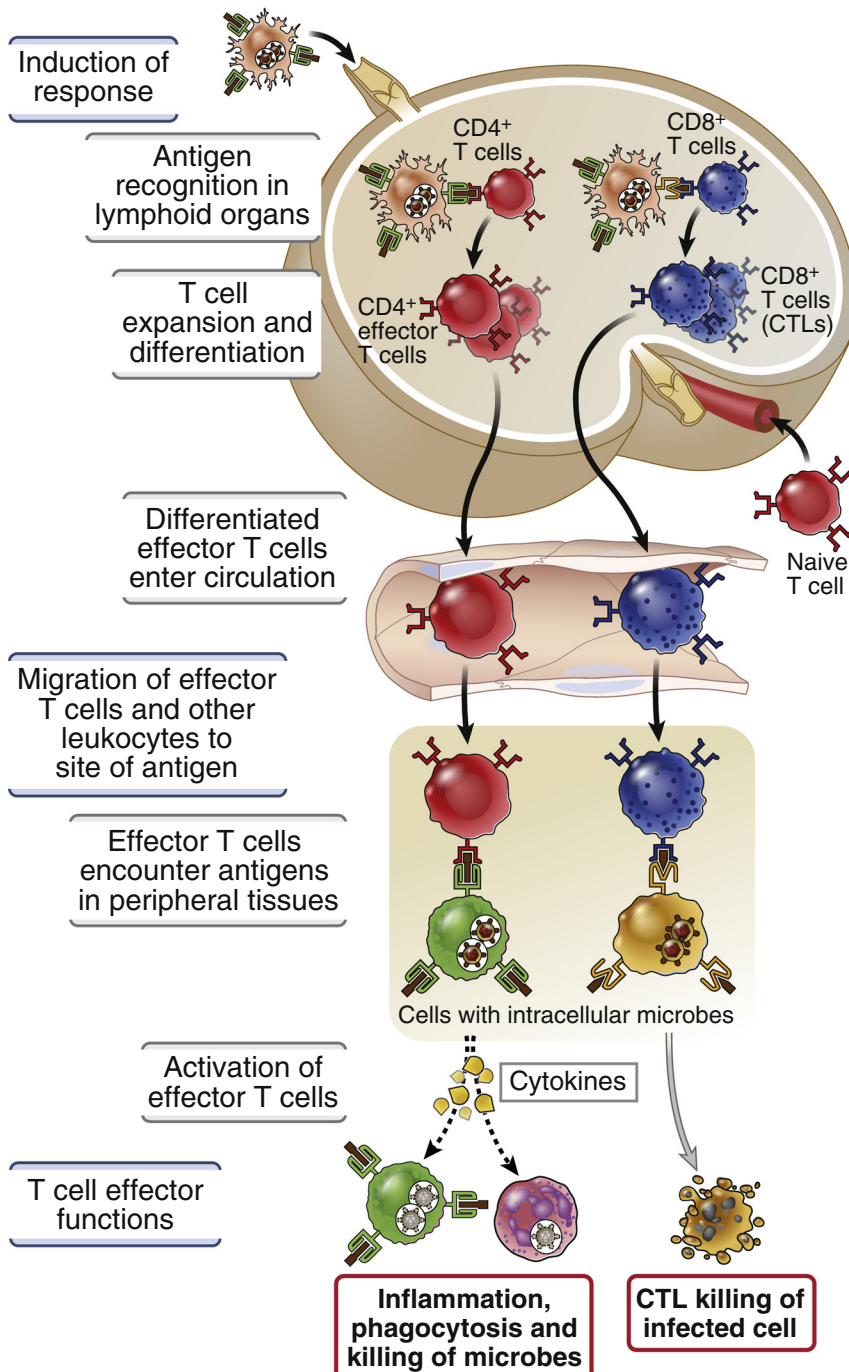 Induction of
response
Antigen
recognition in
lymphoid organs
CD4+
T cells
CD8+
T cells
T cell
expansion and
differentiation
CD4+
effector
T cells
CD8+
T cells
(CTLs)
Differentiated
effector T cells
enter circulation
Naive
T cell
Migration of effector
T cells and other
leukocytes to
site of antigen
Effector T cells
encounter antigens
in peripheral tissues
Cells with intracellular microbes
Activation of
effector T cells
Cytokines
T cell effector
functions
Inflammation,
phagocytosis and
killing of microbes
CTL killing of
infected cell